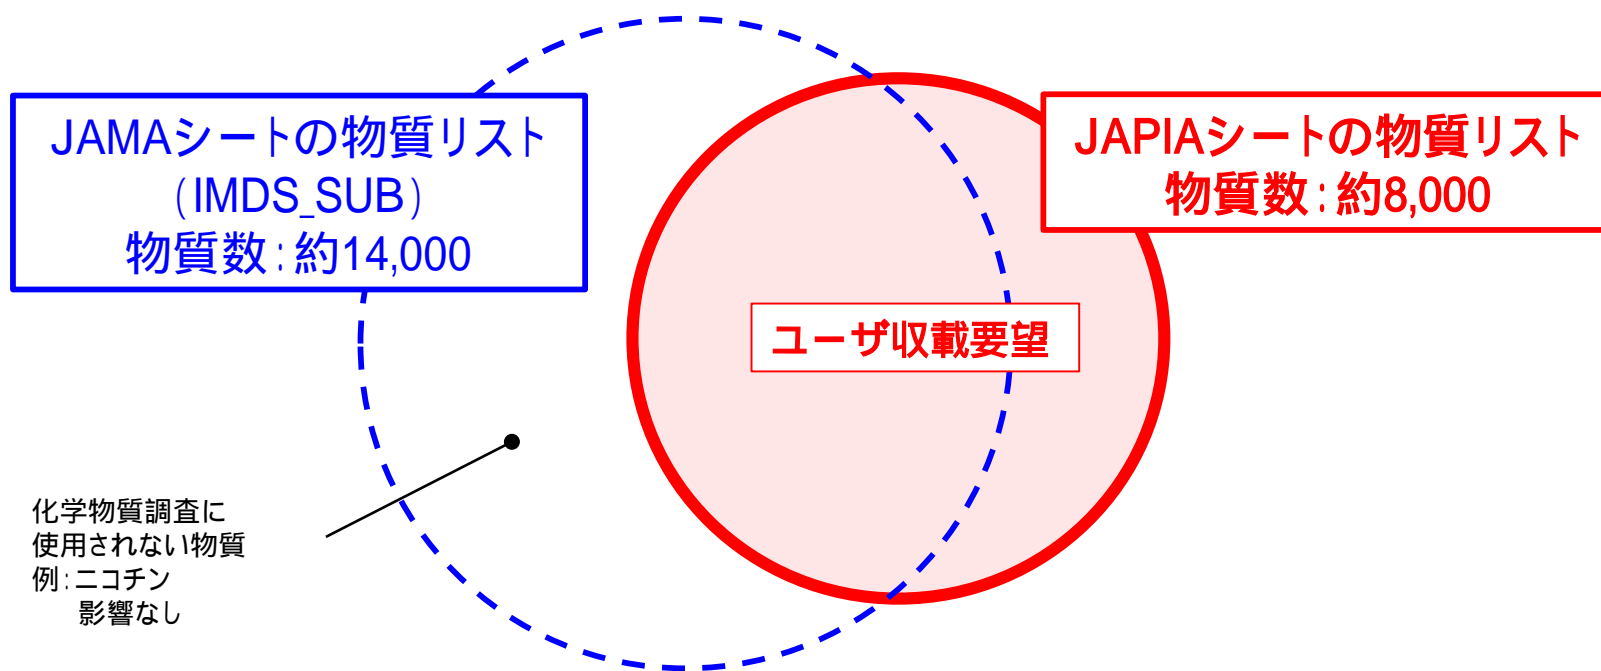 JAMAシートの物質リスト
（IMDS_SUB）
物質数：約14,000
JAPIAシートの物質リスト
物質数：約8,000
ユーザ収載要望
化学物質調査に
使用されない物質
例：ニコチン
影響なし